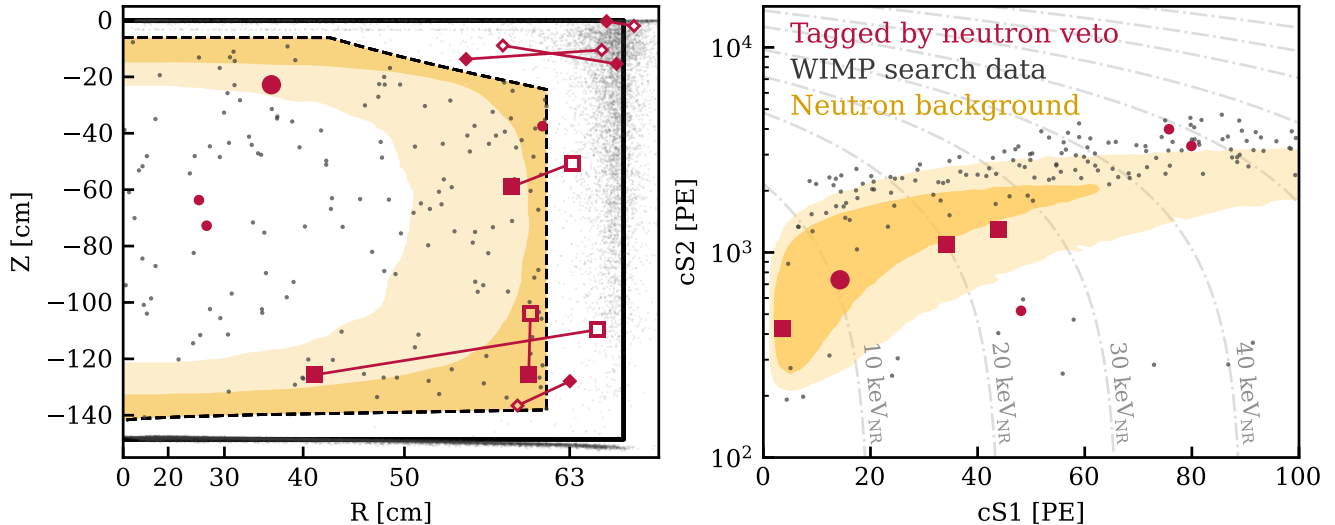 0
−20
−40
−60
−80
−100
−120
−140
Z [cm]
0 20 30 40 50 63
R [cm]
Tagged by neutron veto
WIMP search data
Neutron background
10⁴
10³
10²
cS2 [PE]
10 keV_NR
20 keV_NR
30 keV_NR
40 keV_NR
0 20 40 60 80 100
cS1 [PE]